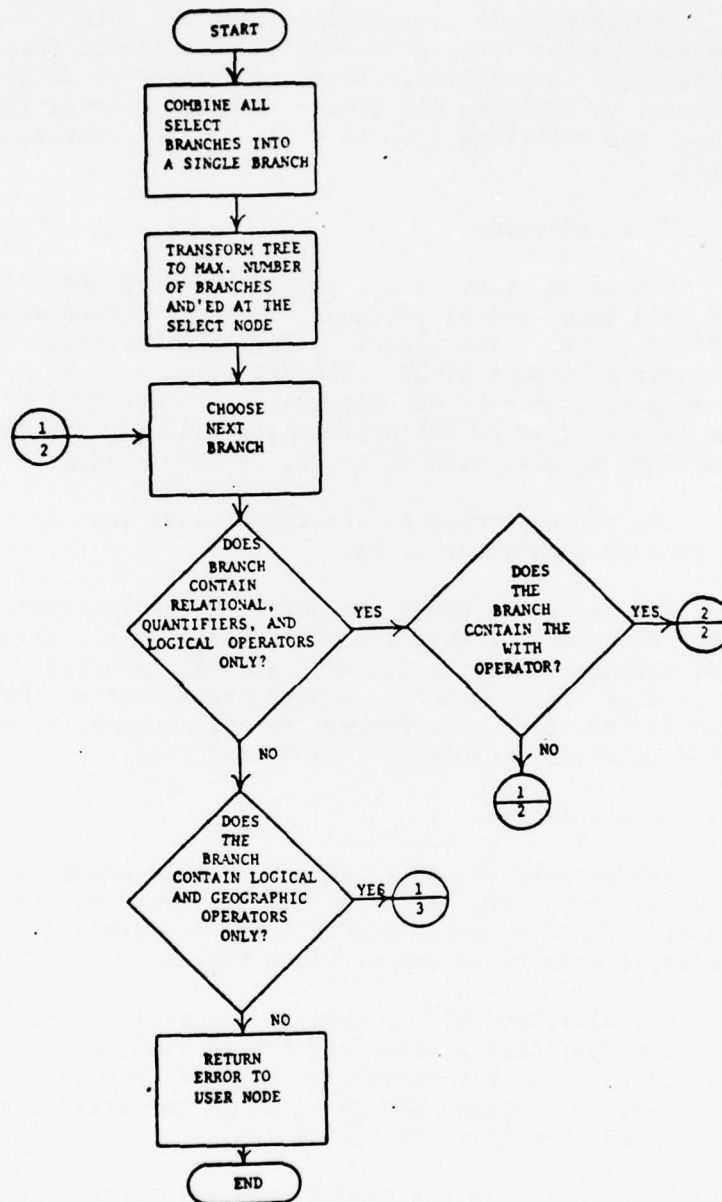 START
COMBINE ALL
SELECT
BRANCHES INTO
A SINGLE BRANCH
TRANSFORM TREE
TO MAX. NUMBER
OF BRANCHES
AND'ED AT THE
SELECT NODE
1
2
CHOOSE
NEXT
BRANCH
DOES
BRANCH
CONTAIN
RELATIONAL,
QUANTIFIERS, AND
LOGICAL OPERATORS
ONLY?
YES
DOES
THE
BRANCH
CONTAIN THE
WITH
OPERATOR?
YES
2
2
NO
NO
1
2
DOES
THE
BRANCH
CONTAIN LOGICAL
AND GEOGRAPHIC
OPERATORS
ONLY?
YES
1
3
NO
RETURN
ERROR TO
USER NODE
END